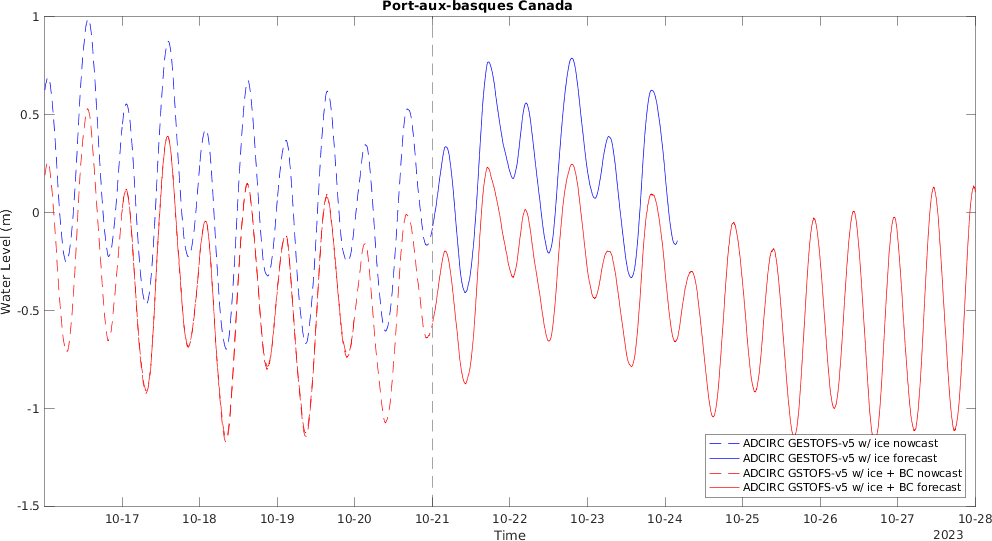 Port-aux-basques Canada
1
0.5
0
-0.5
-1
-1.5
Water Level (m)
ADCIRC GESTOFS-v5 w/ ice nowcast
ADCIRC GESTOFS-v5 w/ ice forecast
ADCIRC GSTOFS-v5 w/ ice + BC nowcast
ADCIRC GSTOFS-v5 w/ ice + BC forecast
10-17 10-18 10-19 10-20 10-21 10-22 10-23 10-24 10-25 10-26 10-27 10-28
Time
2023